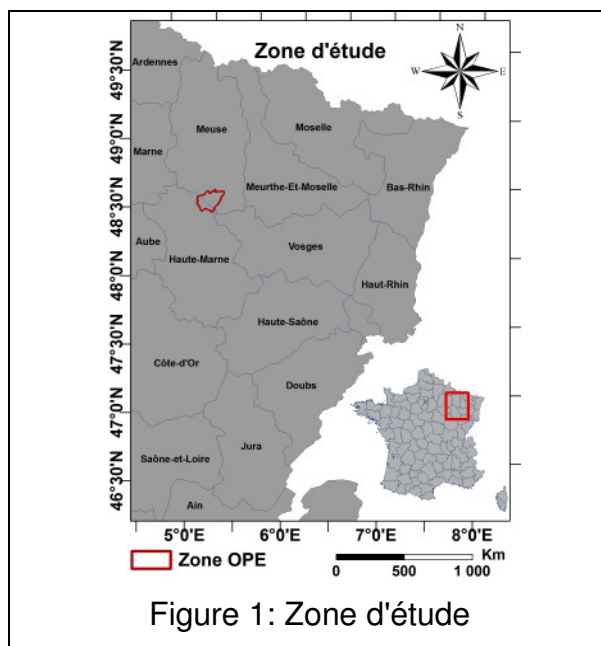 Zone d'étude
N
W E
S
Ardennes
49°30'N
Moselle
Meuse
49°0'N
Marne
Meurthe-Et-Moselle
Bas-Rhin
48°30'N
Aube
Vosges
Haute-Marne
48°0'N
Haut-Rhin
Haute-Saône
47°30'N
Côte-d'Or
Doubs
47°0'N
Jura
Saône-et-Loire
46°30'N
Ain
5°0'E 6°0'E 7°0'E 8°0'E
Zone OPE
Km
0 500 1 000
Figure 1: Zone d'étude